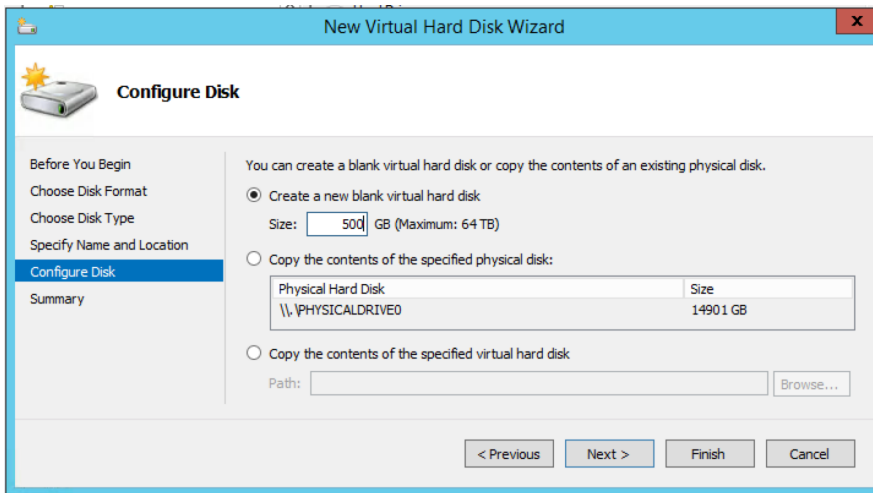 New Virtual Hard Disk Wizard
x
Configure Disk
Before You Begin
Choose Disk Format
Choose Disk Type
Specify Name and Location
Configure Disk
Summary
You can create a blank virtual hard disk or copy the contents of an existing physical disk.
Create a new blank virtual hard disk
Size: 500 GB (Maximum: 64 TB)
Copy the contents of the specified physical disk:
Physical Hard Disk Size
\\.\PHYSICALDRIVE0 14901 GB
Copy the contents of the specified virtual hard disk
Path: Browse...
< Previous Next > Finish Cancel